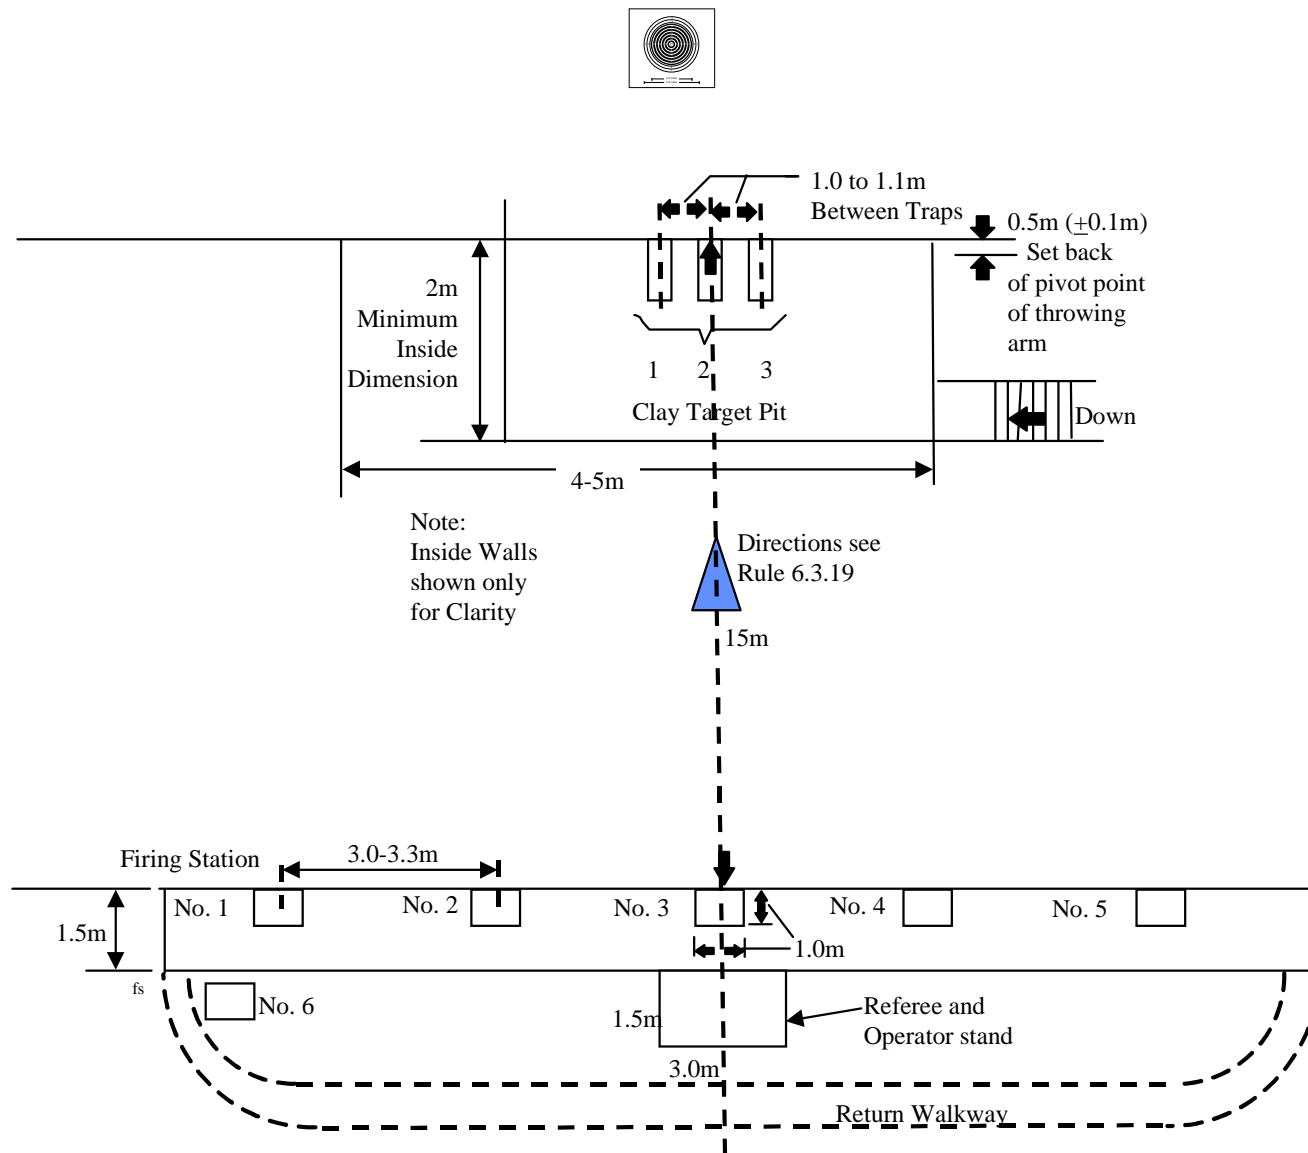 1.0 to 1.1m
Between Traps
0.5m (±0.1m)
Set back
of pivot point
of throwing
arm
2m
Minimum
Inside
Dimension
1 2 3
Clay Target Pit
Down
4-5m
Note:
Inside Walls
shown only
for Clarity
Directions see
Rule 6.3.19
15m
Firing Station
3.0-3.3m
No. 1
No. 2
No. 3
No. 4
No. 5
1.5m
1.0m
fs
No. 6
1.5m
Referee and
Operator stand
3.0m
Return Walkway